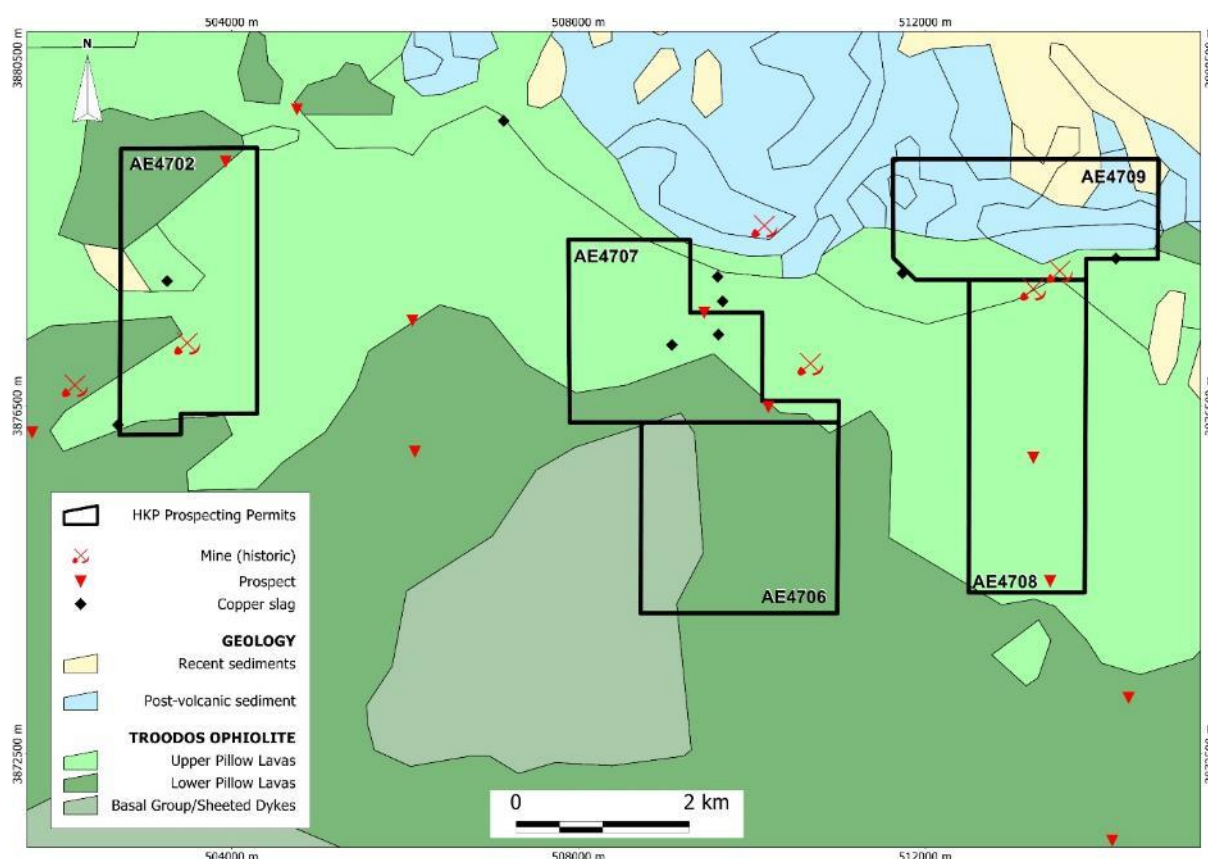 504000 m
508000 m
512000 m
3880500 m
N
AE4702
AE4709
AE4707
3876500 m
3876500 m
HKP Prospecting Permits
Mine (historic)
Prospect
Copper slag
GEOLOGY
Recent sediments
Post-volcanic sediment
TROODOS OPHIOLITE
Upper Pillow Lavas
Lower Pillow Lavas
Basal Group/Sheeted Dykes
AE4708
AE4706
3872500 m
0
2 km
504000 m
508000 m
512000 m